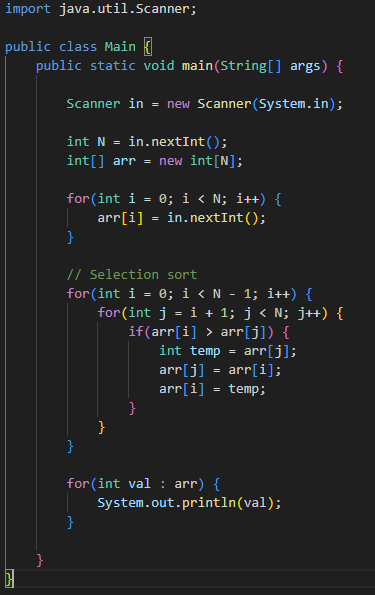 import java.util.Scanner;
public class Main {
public static void main(String[] args) {
Scanner in = new Scanner(System.in);
int N = in.nextInt();
int[] arr = new int[N];
for(int i = 0; i < N; i++) {
arr[i] = in.nextInt();
}
// Selection sort
for(int i = 0; i < N - 1; i++) {
for(int j = i + 1; j < N; j++) {
if(arr[i] > arr[j]) {
int temp = arr[j];
arr[j] = arr[i];
arr[i] = temp;
}
}
}
for(int val : arr) {
System.out.println(val);
}
}
}